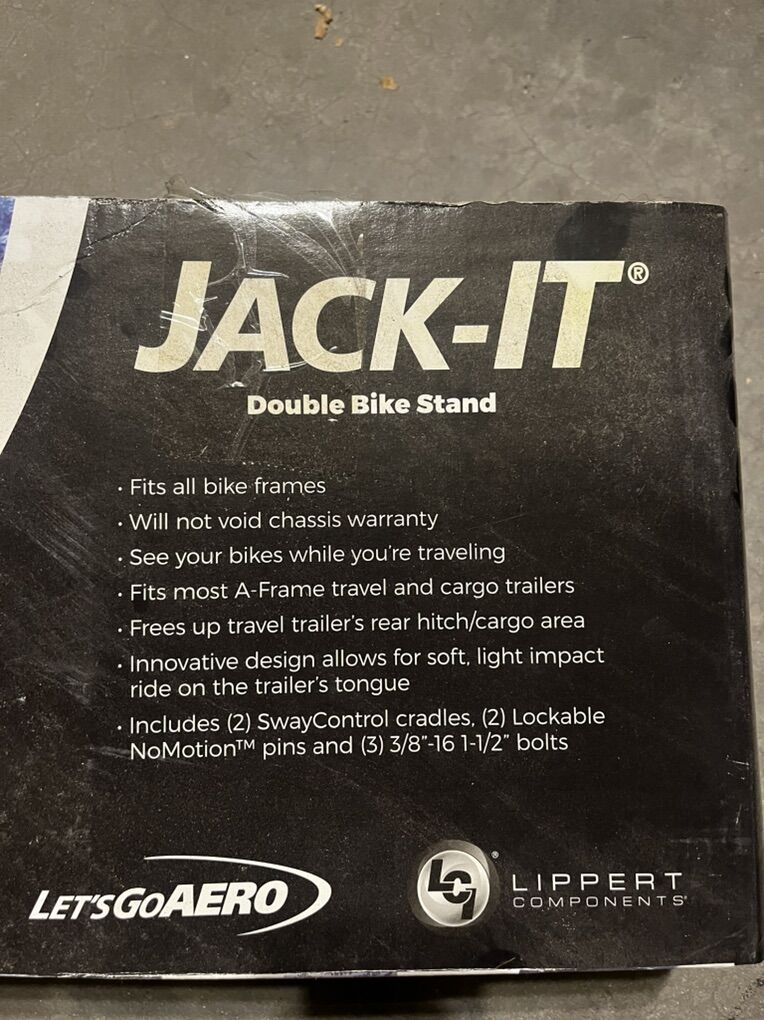 JACK-IT®
Double Bike Stand
· Fits all bike frames
· Will not void chassis warranty
· See your bikes while you're traveling
· Fits most A-Frame travel and cargo trailers
· Frees up travel trailer's rear hitch/cargo area
· Innovative design allows for soft, light impact
ride on the trailer's tongue
· Includes (2) SwayControl cradles, (2) Lockable
NoMotion™ pins and (3) 3/8"-16 1-1/2" bolts
LET'SGOAERO
LCI®
LIPPERT
COMPONENTS®